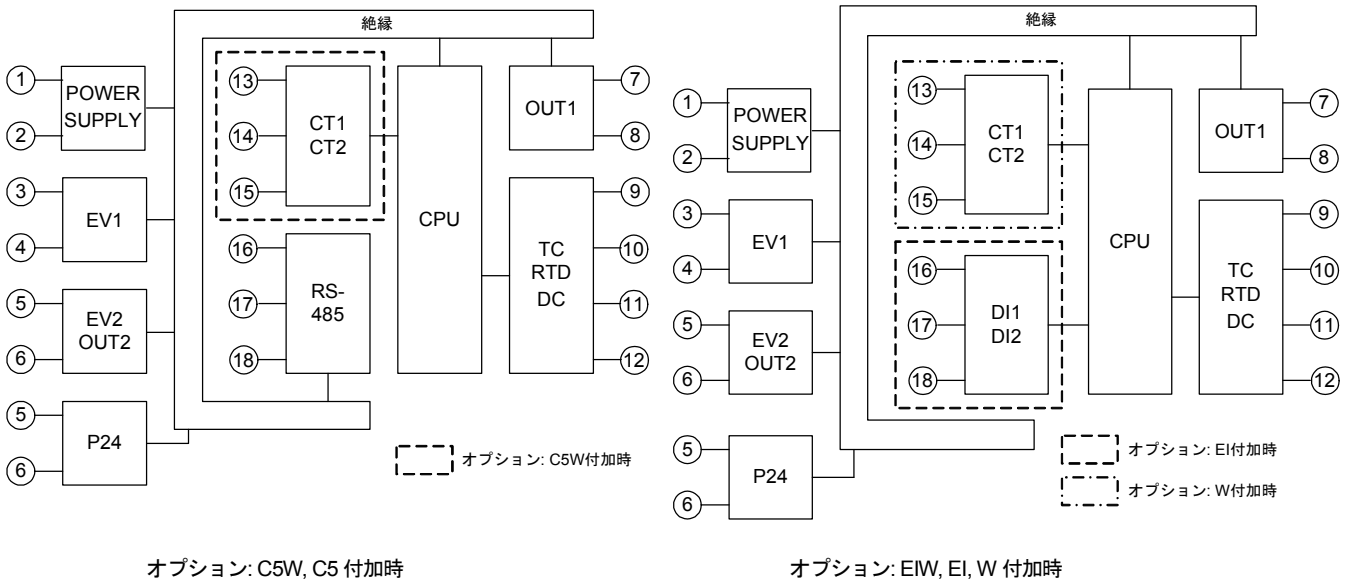 絶縁
1
2
POWER
SUPPLY
3
4
EV1
5
6
EV2
OUT2
5
6
P24
13
14
15
CT1
CT2
16
17
18
RS-
485
CPU
OUT1
7
8
TC
RTD
DC
9
10
11
12
オプション: C5W付加時
オプション: C5W, C5 付加時
絶縁
1
2
POWER
SUPPLY
3
4
EV1
5
6
EV2
OUT2
5
6
P24
13
14
15
CT1
CT2
16
17
18
DI1
DI2
CPU
OUT1
7
8
TC
RTD
DC
9
10
11
12
オプション: EI付加時
オプション: W付加時
オプション: EIW, EI, W 付加時